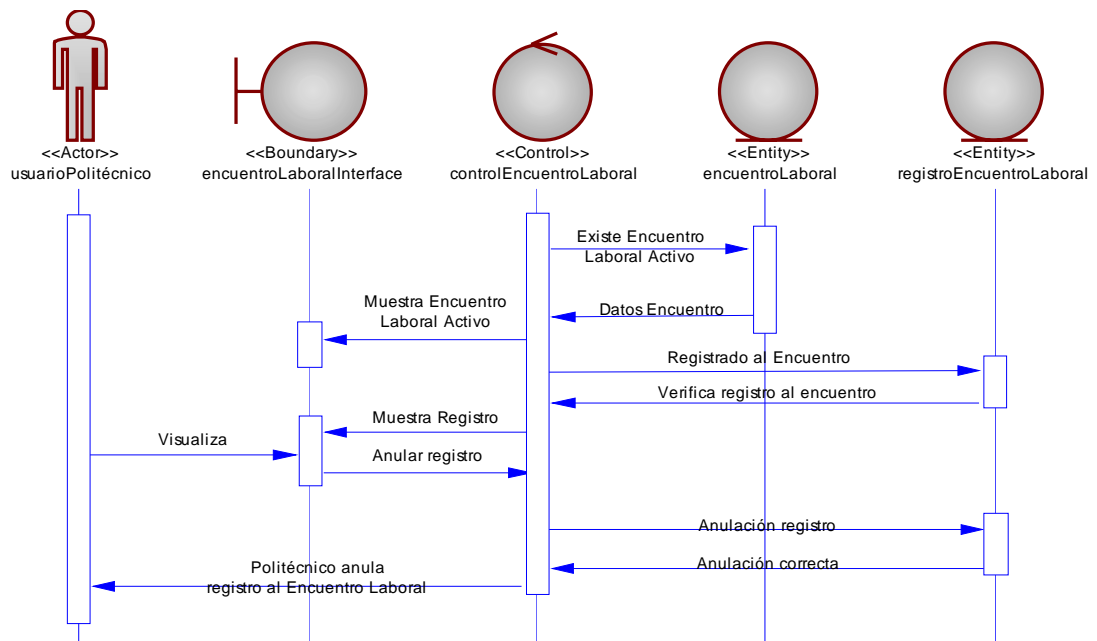 <<Actor>>
usuarioPolitécnico
<<Boundary>>
encuentroLaboralInterface
<<Control>>
controlEncuentroLaboral
<<Entity>>
encuentroLaboral
<<Entity>>
registroEncuentroLaboral
Existe Encuentro
Laboral Activo
Datos Encuentro
Muestra Encuentro
Laboral Activo
Registrado al Encuentro
Verifica registro al encuentro
Muestra Registro
Visualiza
Anular registro
Anulación registro
Anulación correcta
Politécnico anula
registro al Encuentro Laboral